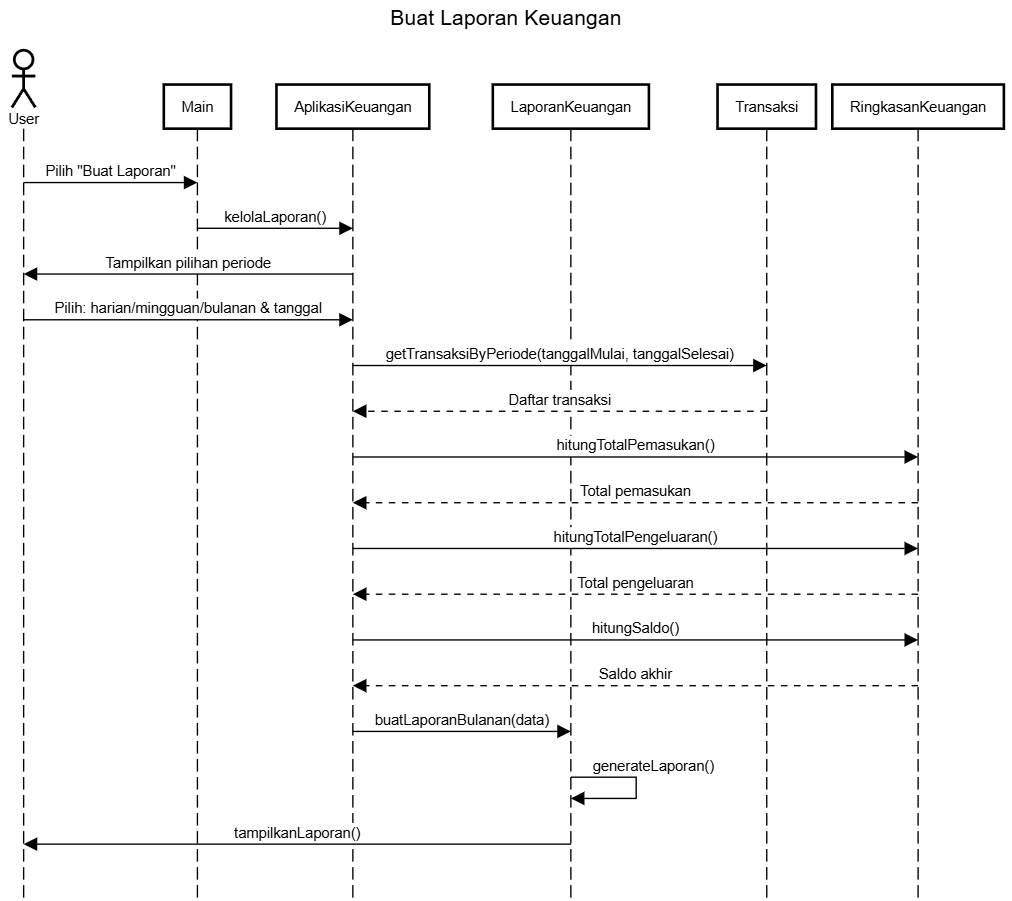 Buat Laporan Keuangan
User
Main
AplikasiKeuangan
LaporanKeuangan
Transaksi
RingkasanKeuangan
Pilih "Buat Laporan"
kelolaLaporan()
Tampilkan pilihan periode
Pilih: harian/mingguan/bulanan & tanggal
getTransaksiByPeriode(tanggalMulai, tanggalSelesai)
Daftar transaksi
hitungTotalPemasukan()
Total pemasukan
hitungTotalPengeluaran()
Total pengeluaran
hitungSaldo()
Saldo akhir
buatLaporanBulanan(data)
generateLaporan()
tampilkanLaporan()